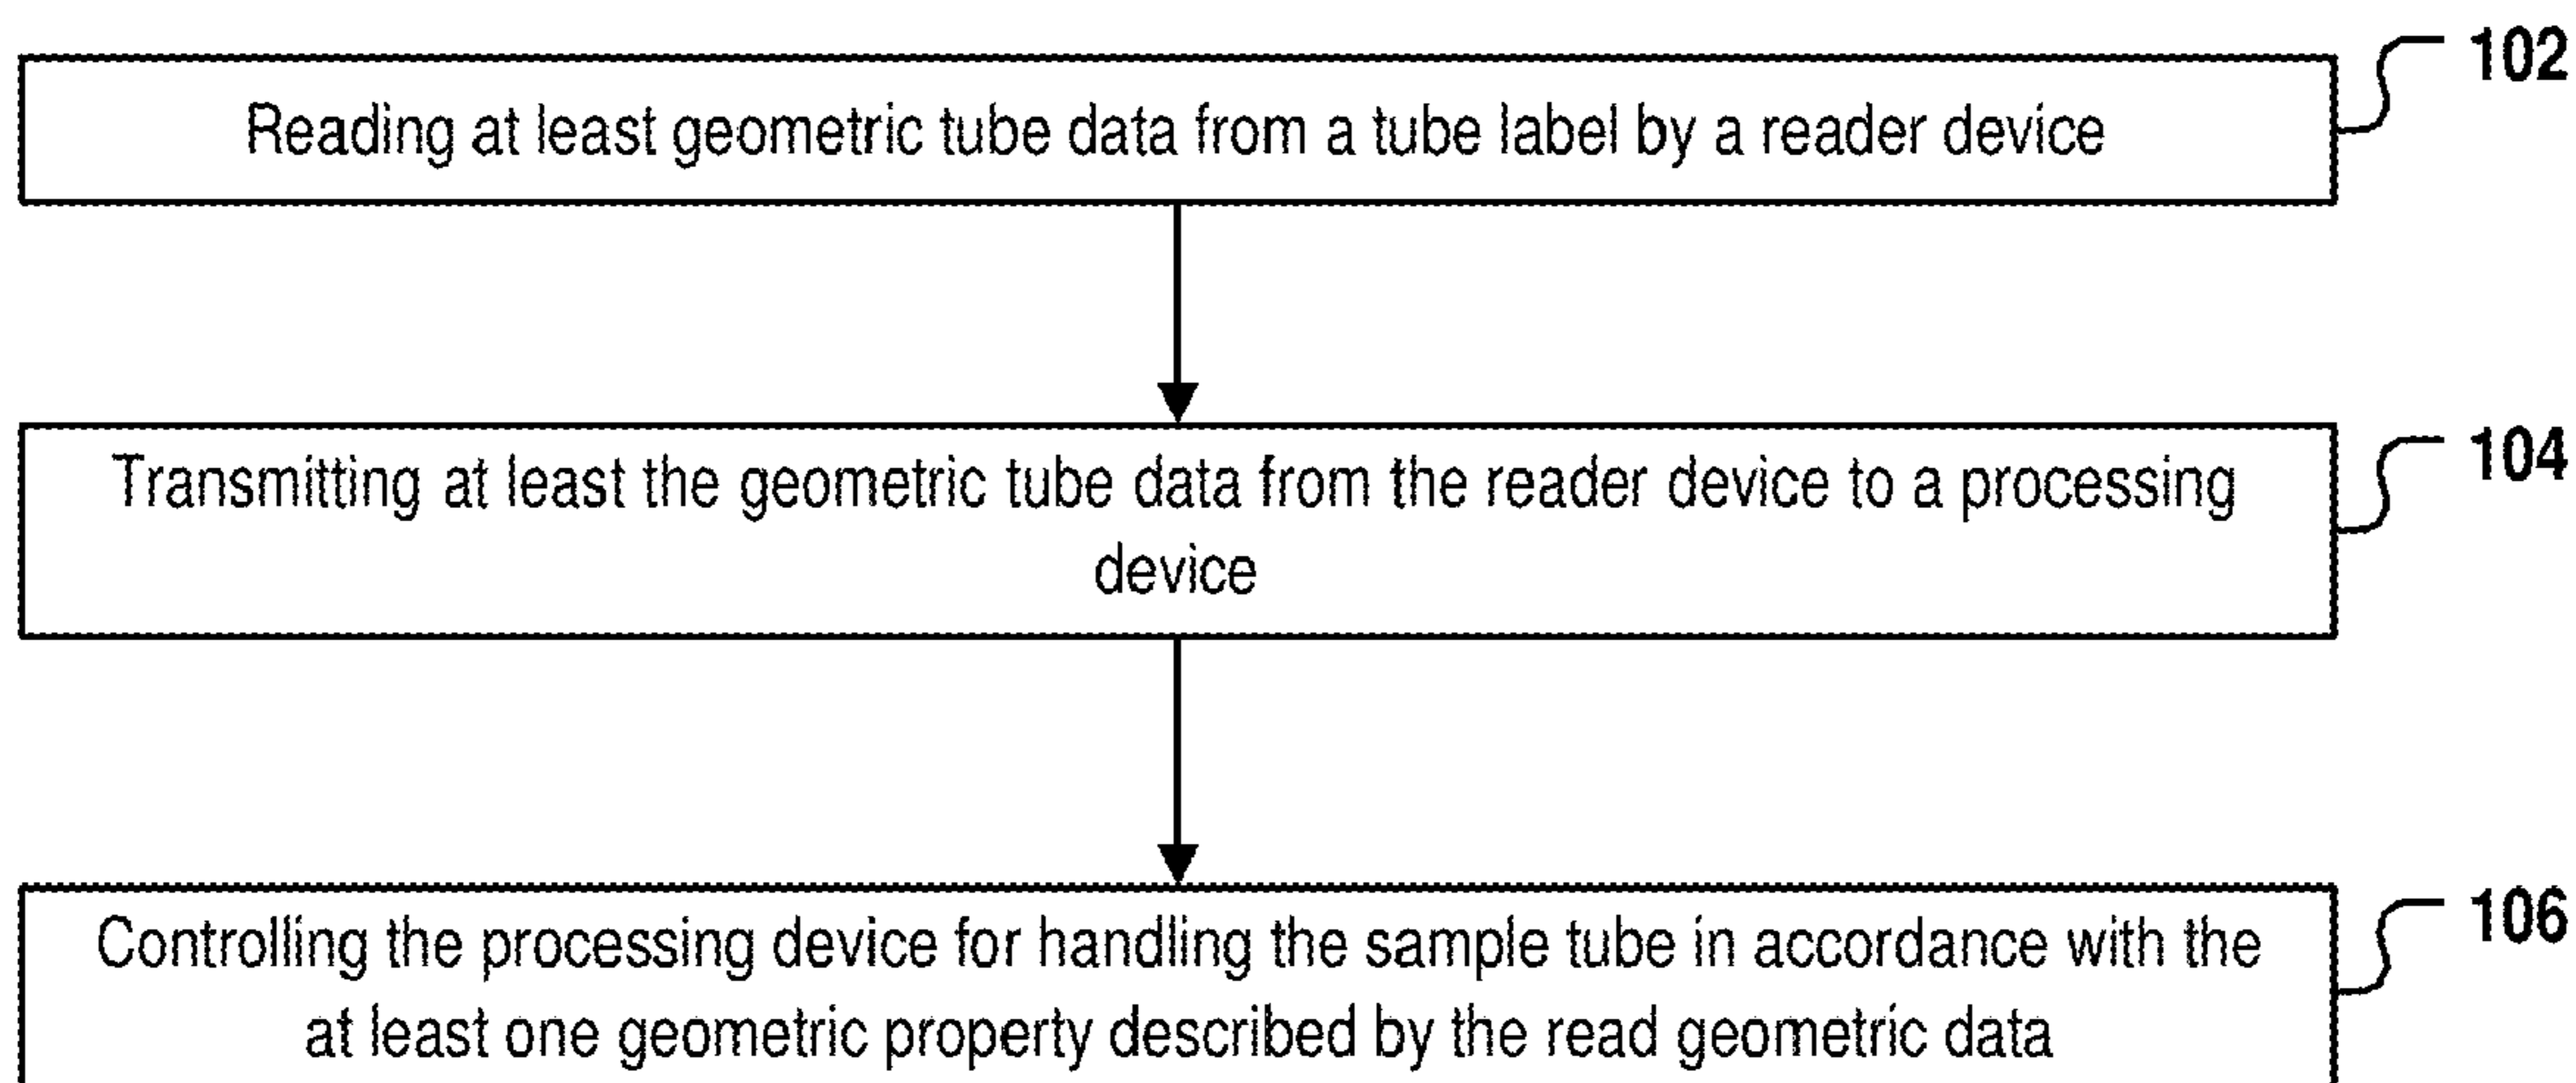 102
Reading at least geometric tube data from a tube label by a reader device
104
Transmitting at least the geometric tube data from the reader device to a processing
device
106
Controlling the processing device for handling the sample tube in accordance with the
at least one geometric property described by the read geometric data